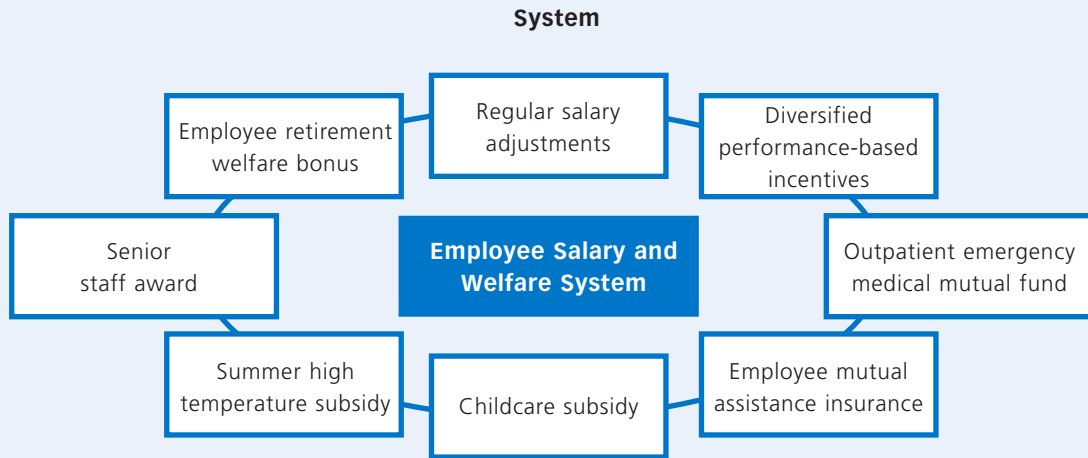 System
Regular salary
adjustments
Diversified
performance-based
incentives
Outpatient emergency
medical mutual fund
Employee mutual
assistance insurance
Childcare subsidy
Summer high
temperature subsidy
Senior
staff award
Employee retirement
welfare bonus
Employee Salary and
Welfare System